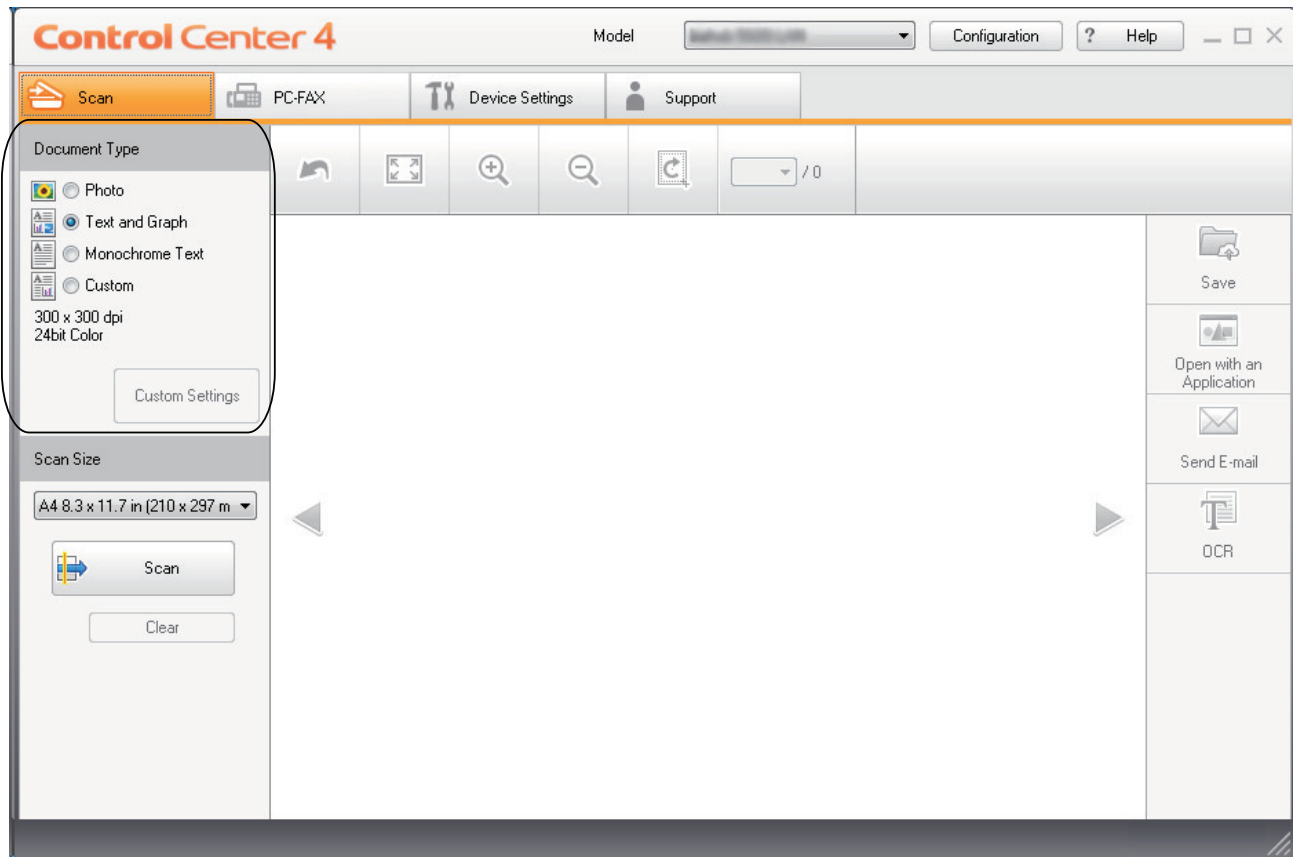 Control Center 4
Model
Configuration
? Help
Scan
PC-FAX
Device Settings
Support
Document Type
Photo
Text and Graph
Monochrome Text
Custom
300 x 300 dpi
24bit Color
Custom Settings
/ 0
Scan Size
A4 8.3 x 11.7 in (210 x 297 m
Scan
Clear
Save
Open with an
Application
Send E-mail
OCR